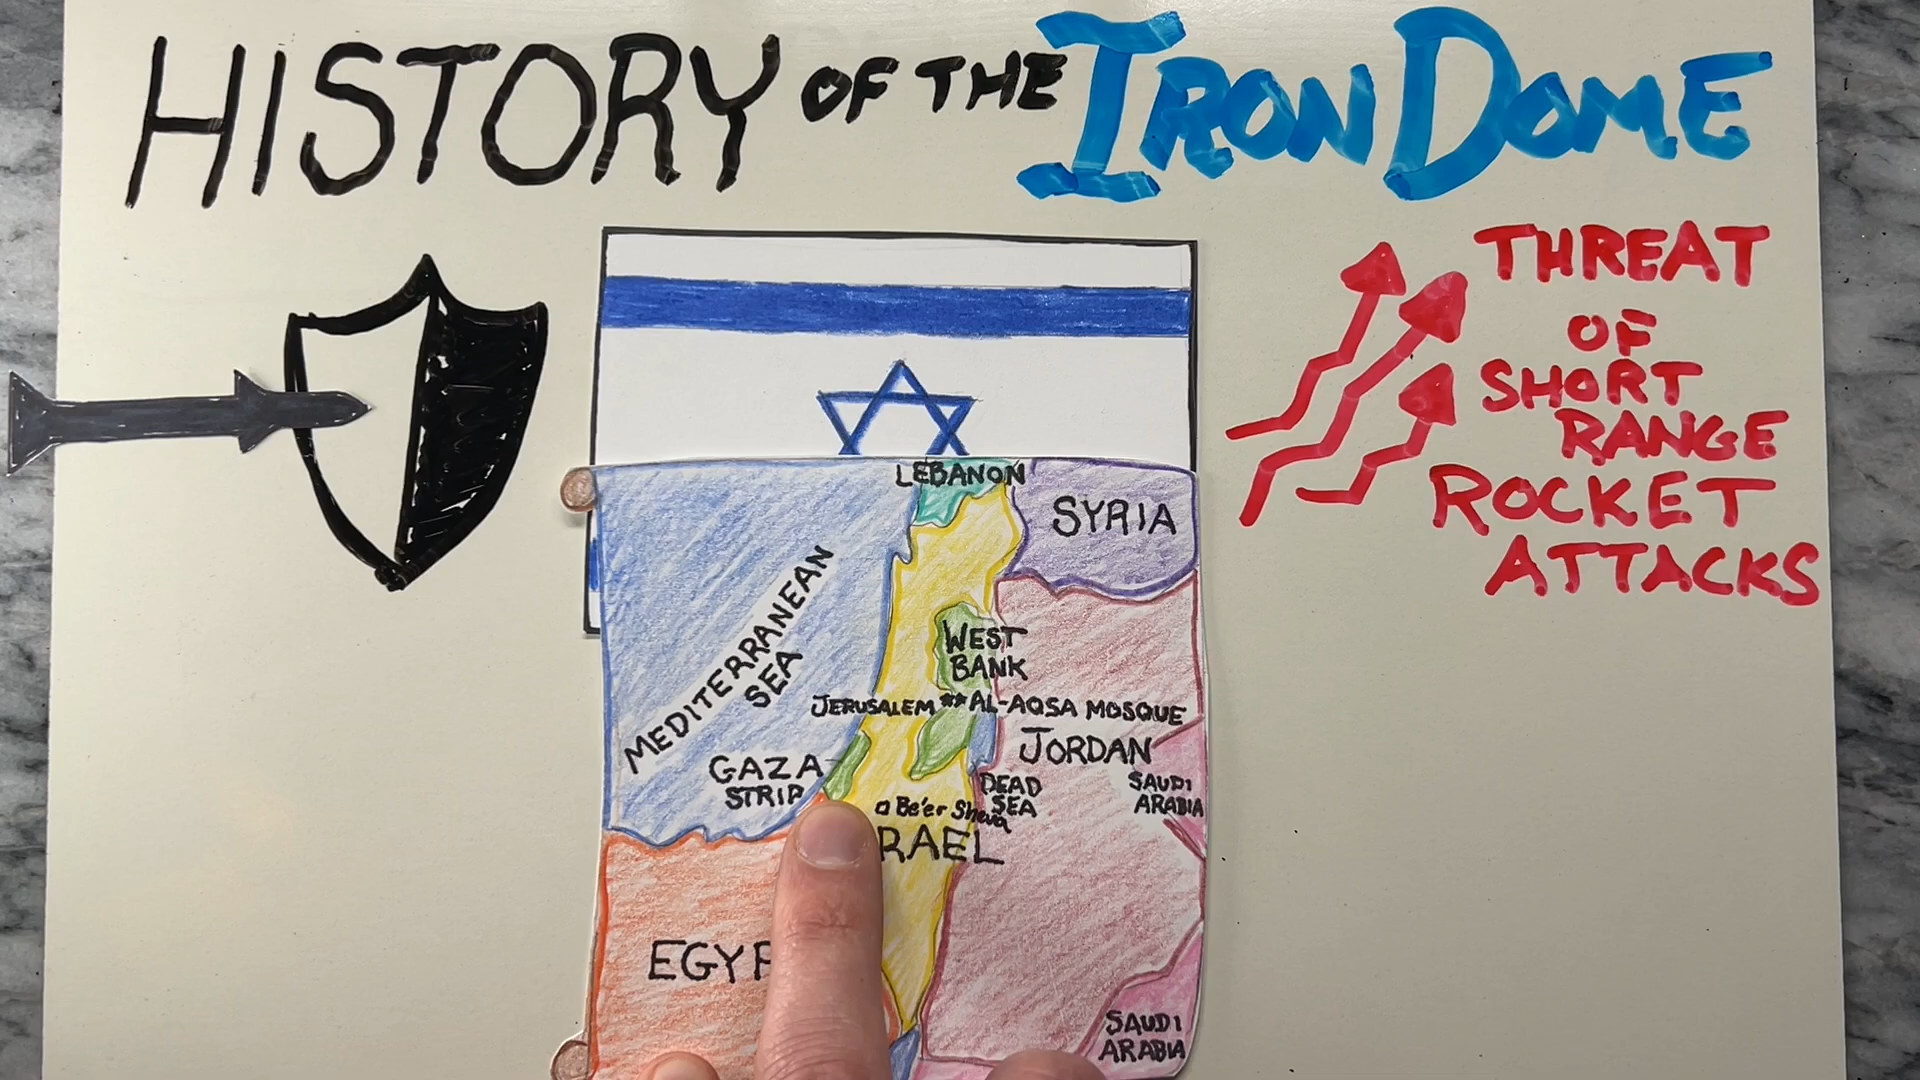 HISTORY OF THE IRON DOME
THREAT
OF
SHORT
RANGE
ROCKET
ATTACKS
LEBANON
SYRIA
MEDITERRANEAN
SEA
WEST
BANK
JERUSALEM ** AL-AQSA MOSQUE
JORDAN
GAZA
STRIP
DEAD
SEA
SAUDI
ARABIA
Be'er Sheva
RAEL
EGYP
SAUDI
ARABIA